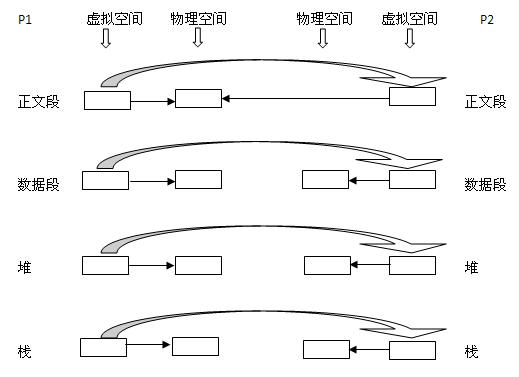 P1 虚拟空间 物理空间 物理空间 虚拟空间 P2
正文段 正文段
数据段 数据段
堆 堆
栈 栈